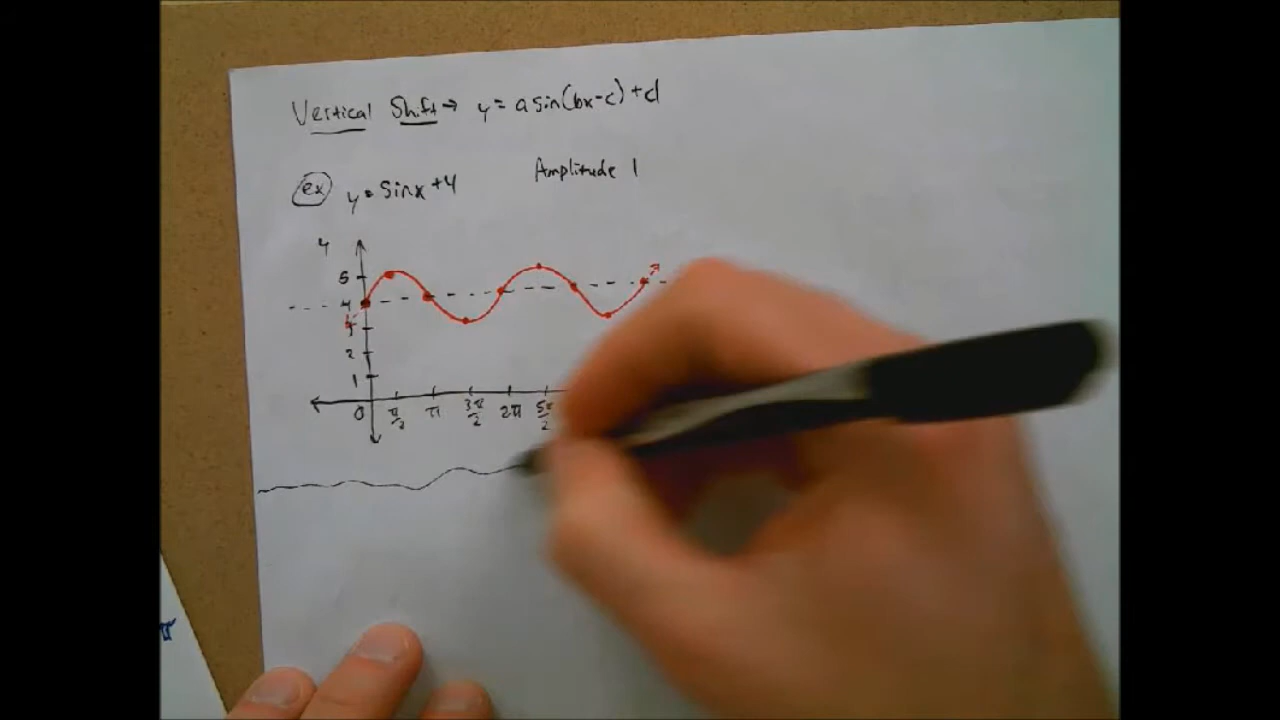 Vertical Shift → y = a sin(bx-c)+d
ex y = sinx+4 Amplitude 1
y
5
4
3
2
1
0 π/2 π 3π/2 2π 5π/2
π